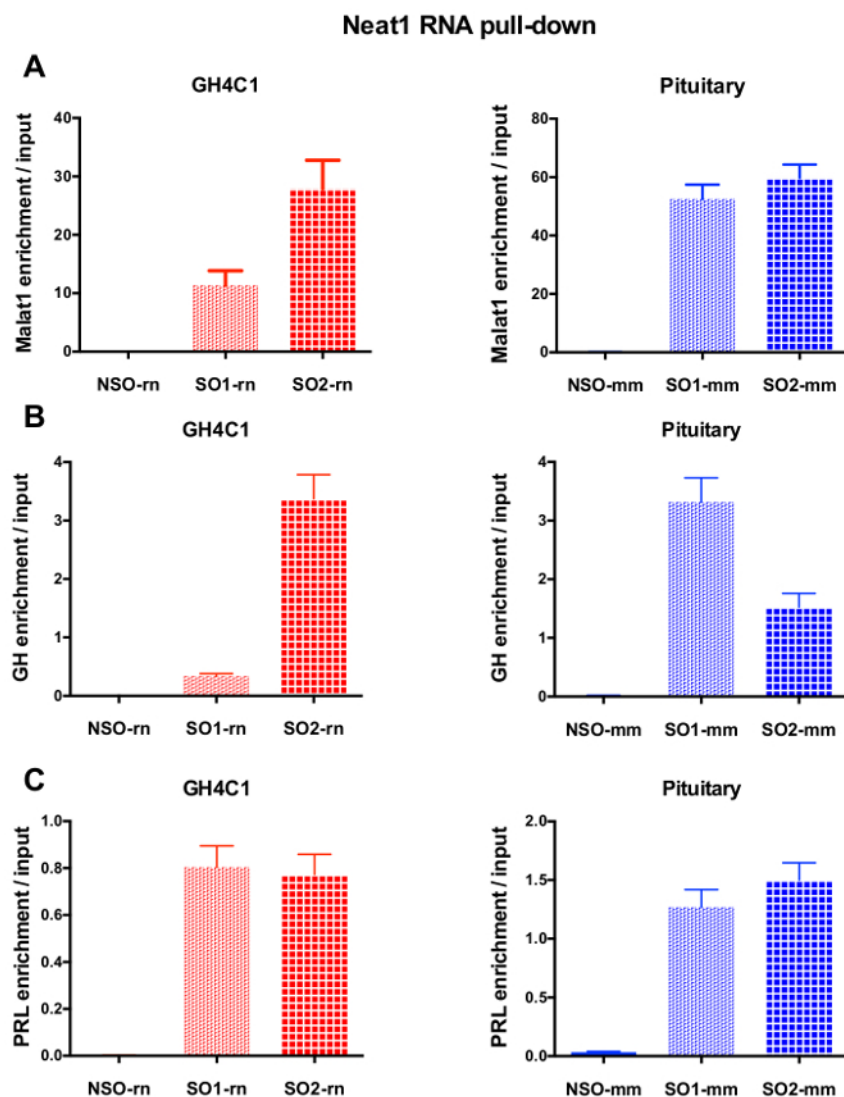 Neat1 RNA pull-down
A
GH4C1
Malat1 enrichment / input
40
30
20
10
0
NSO-rn SO1-rn SO2-rn
Pituitary
Malat1 enrichment / input
80
60
40
20
0
NSO-mm SO1-mm SO2-mm
B
GH4C1
GH enrichment / input
4
3
2
1
0
NSO-rn SO1-rn SO2-rn
Pituitary
GH enrichment / input
4
3
2
1
0
NSO-mm SO1-mm SO2-mm
C
GH4C1
PRL enrichment / input
1.0
0.8
0.6
0.4
0.2
0.0
NSO-rn SO1-rn SO2-rn
Pituitary
PRL enrichment / input
2.0
1.5
1.0
0.5
0.0
NSO-mm SO1-mm SO2-mm